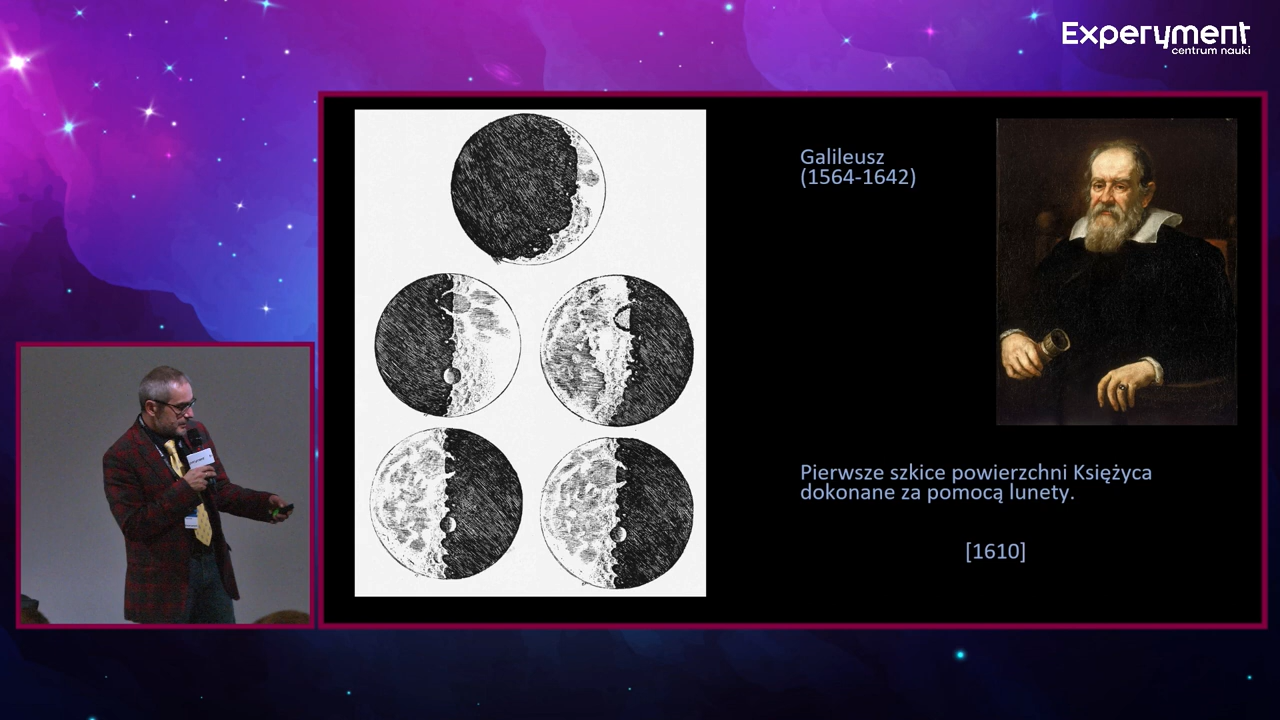 Experyment
centrum nauki
Galileusz
(1564-1642)
Pierwsze szkice powierzchni Księżyca
dokonane za pomocą lunety.
[1610]